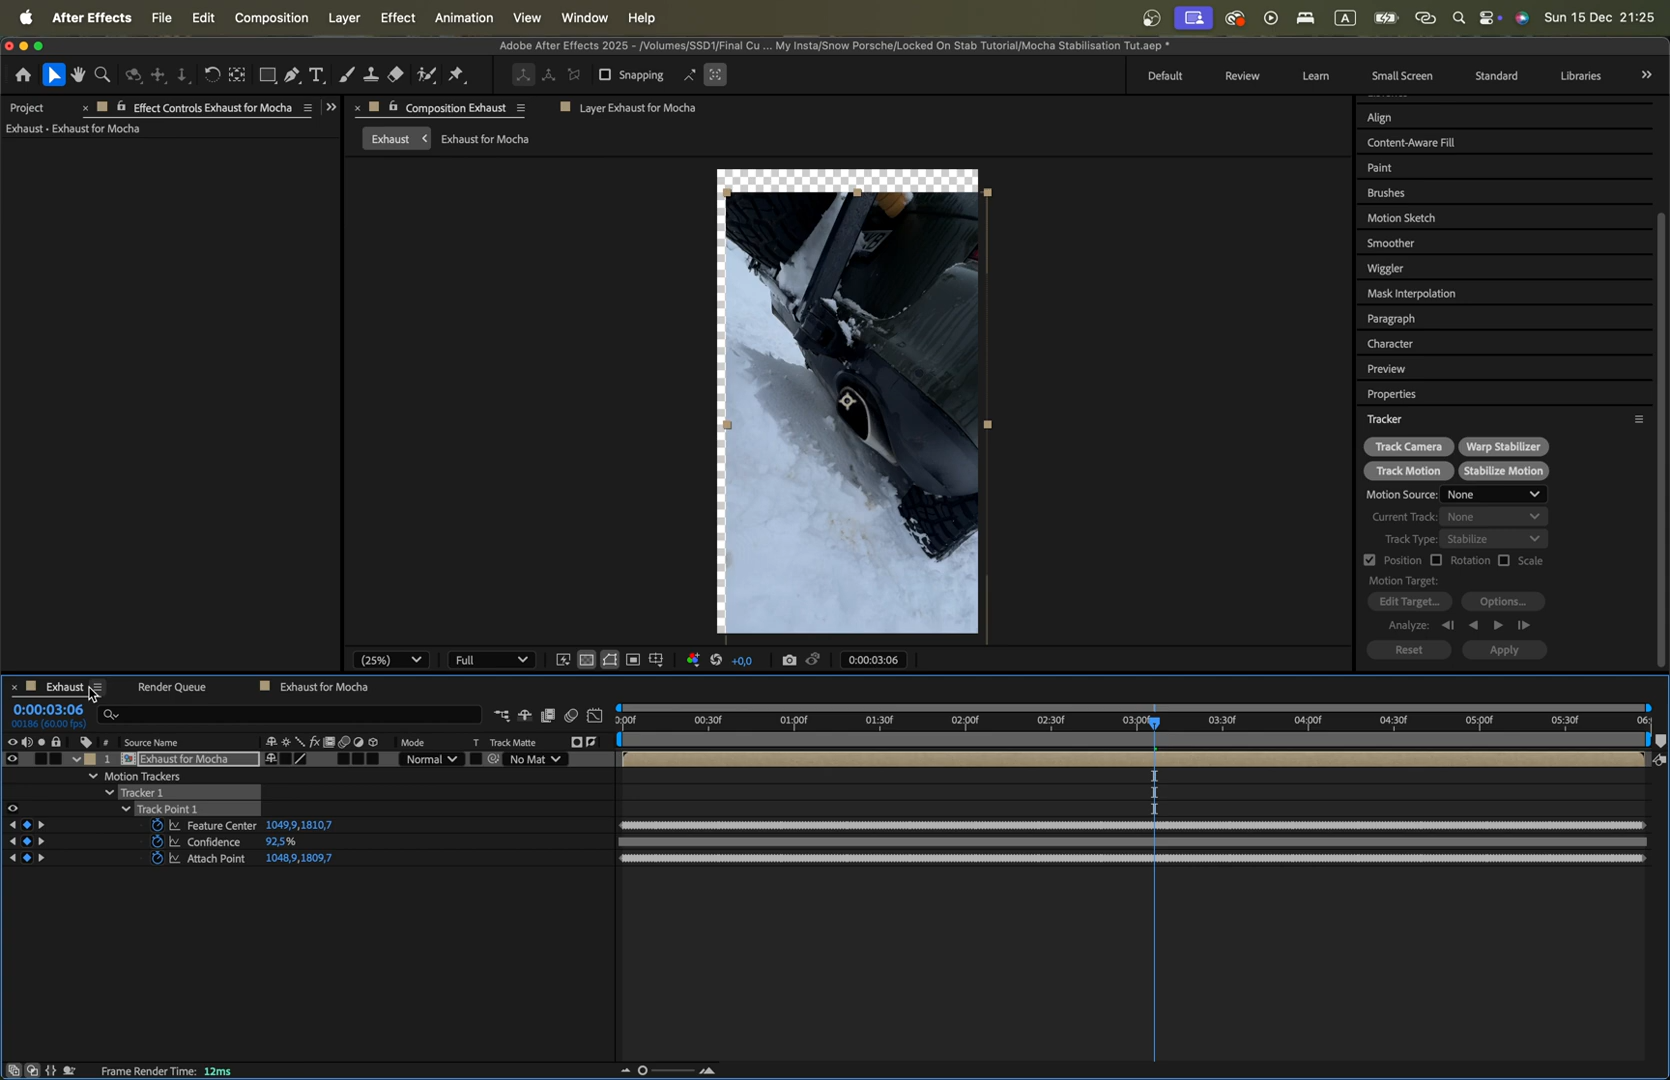 After Effects File Edit Composition Layer Effect Animation View Window Help A Sun 15 Dec 21:25
Adobe After Effects 2025 - /Volumes/SSD1/Final Cu ... My Insta/Snow Porsche/Locked On Stab Tutorial/Mocha Stabilisation Tut.aep *
T Snapping Default Review Learn Small Screen Standard Libraries
Project Effect Controls Exhaust for Mocha Composition Exhaust Layer Exhaust for Mocha
Exhaust • Exhaust for Mocha
Exhaust Exhaust for Mocha
Align
Content-Aware Fill
Paint
Brushes
Motion Sketch
Smoother
Wiggler
Mask Interpolation
Paragraph
Character
Preview
Properties
Tracker
Track Camera Warp Stabilizer
Track Motion Stabilize Motion
Motion Source: None
Current Track: None
Track Type: Stabilize
Position Rotation Scale
Motion Target:
Edit Target... Options...
Analyze:
Reset Apply
(25%) Full +0,0 0:00:03:06
Exhaust Render Queue Exhaust for Mocha
0:00:03:06
00186 (60.00 fps)
0:00f 00:30f 01:00f 01:30f 02:00f 02:30f 03:00f 03:30f 04:00f 04:30f 05:00f 05:30f 06:
# Source Name fx Mode T Track Matte
1 Exhaust for Mocha Normal No Mat
Motion Trackers
Tracker 1
Track Point 1
Feature Center 1049,9,1810,7
Confidence 92,5%
Attach Point 1048,9,1809,7
Frame Render Time: 12ms